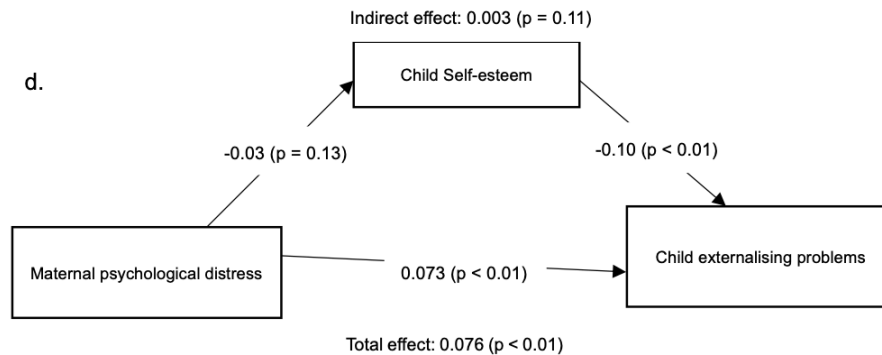 Indirect effect: 0.003 (p = 0.11)
d.
Child Self-esteem
-0.03 (p = 0.13)
-0.10 (p < 0.01)
Maternal psychological distress
0.073 (p < 0.01)
Child externalising problems
Total effect: 0.076 (p < 0.01)